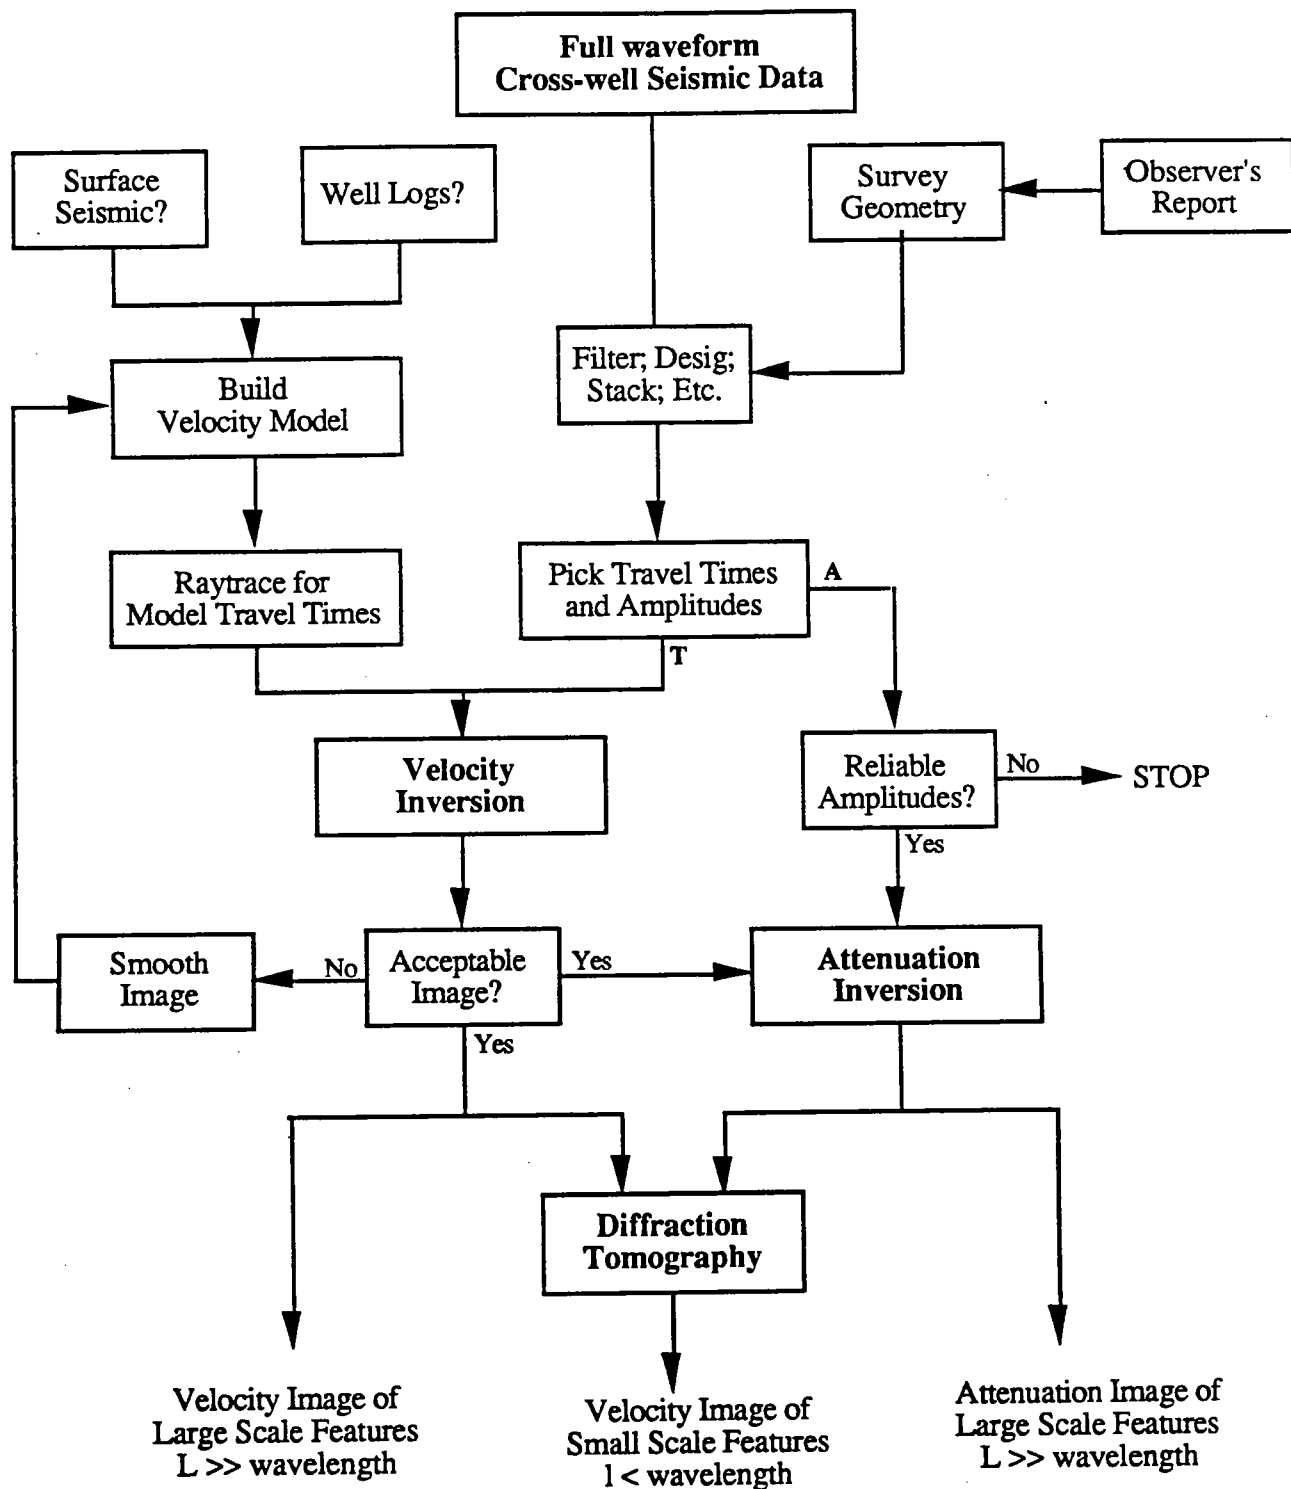 Full waveform
Cross-well Seismic Data
Surface
Seismic?
Well Logs?
Survey
Geometry
Observer's
Report
Filter; Desig;
Stack; Etc.
Build
Velocity Model
Raytrace for
Model Travel Times
Pick Travel Times
and Amplitudes
A
T
Velocity
Inversion
Reliable
Amplitudes?
No
STOP
Yes
Smooth
Image
No
Acceptable
Image?
Yes
Yes
Attenuation
Inversion
Diffraction
Tomography
Velocity Image of
Large Scale Features
L >> wavelength
Velocity Image of
Small Scale Features
l < wavelength
Attenuation Image of
Large Scale Features
L >> wavelength